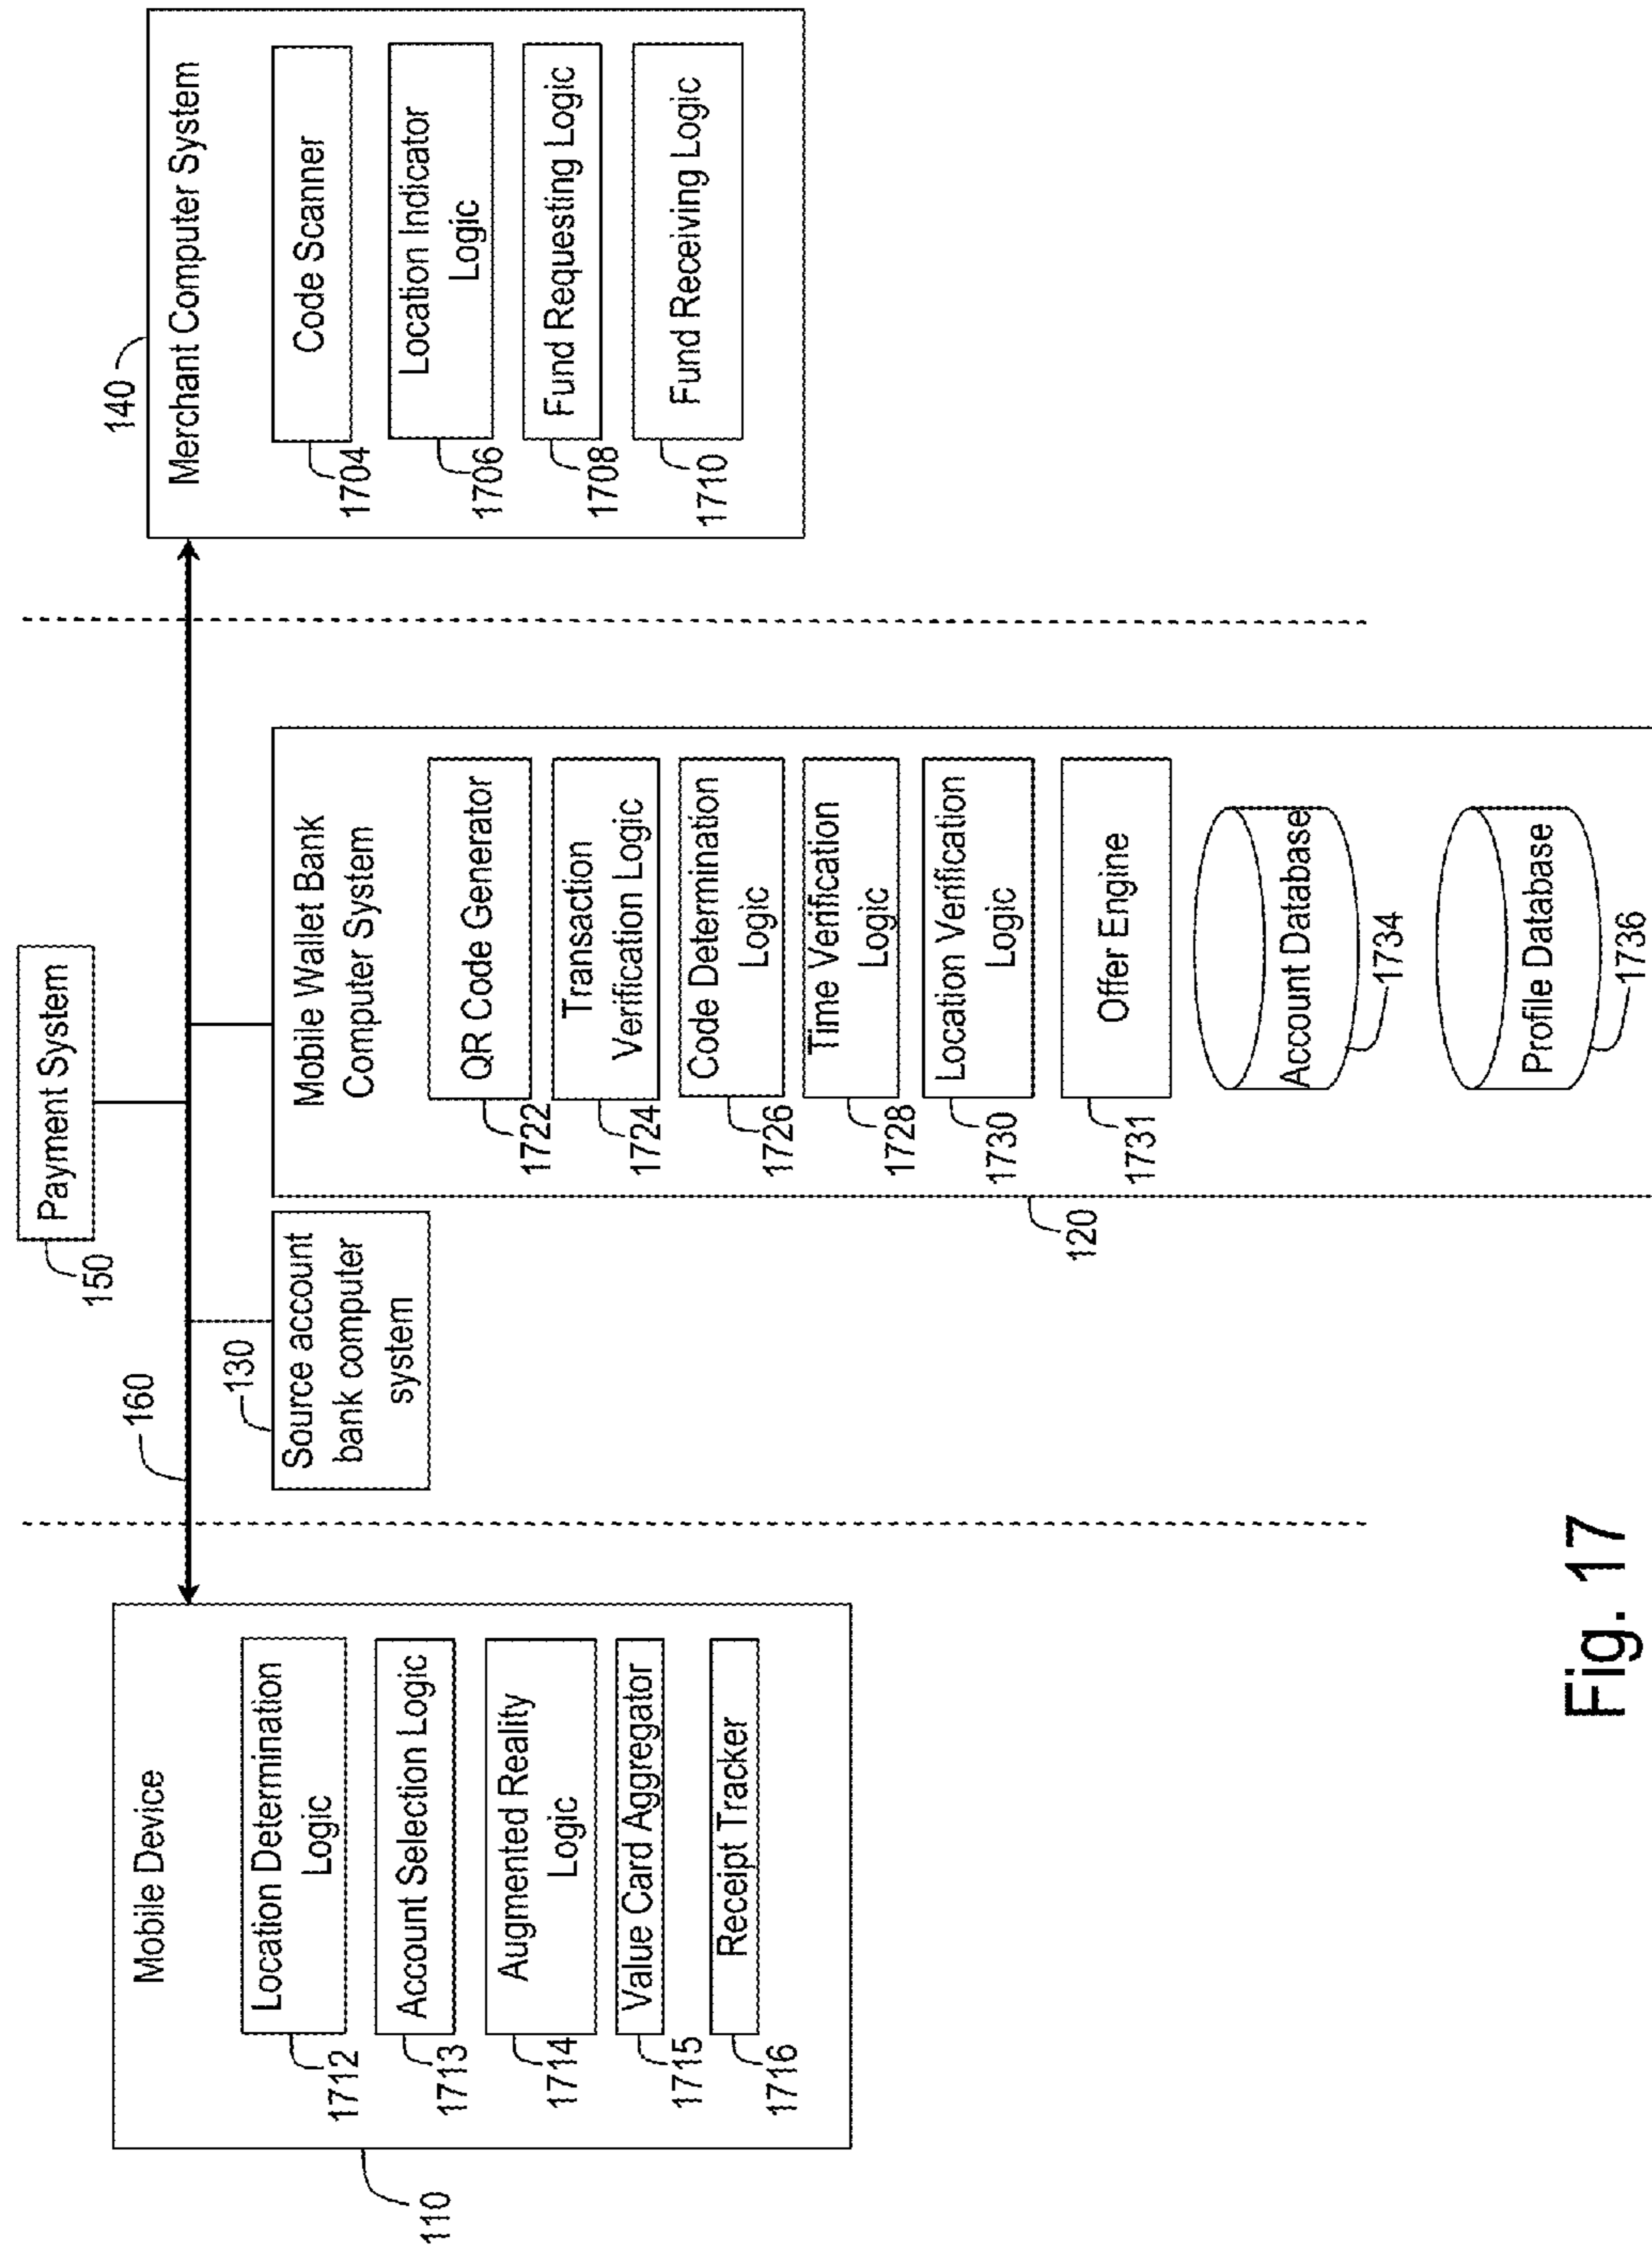 Payment System
150
160
140
Mobile Device
Location Determination
Logic
1712
Account Selection Logic
1713
Augmented Reality
Logic
1714
Value Card Aggregator
1715
Receipt Tracker
1716
110
130
Source account
bank computer
system
Mobile Wallet Bank
Computer System
QR Code Generator
1722
Transaction
Verification Logic
1724
Code Determination
Logic
1726
Time Verification
Logic
1728
Location Verification
Logic
1730
Offer Engine
1731
120
Account Database
1734
Profile Database
1736
Merchant Computer System
Code Scanner
1704
Location Indicator
Logic
1706
Fund Requesting Logic
1708
Fund Receiving Logic
1710
Fig. 17